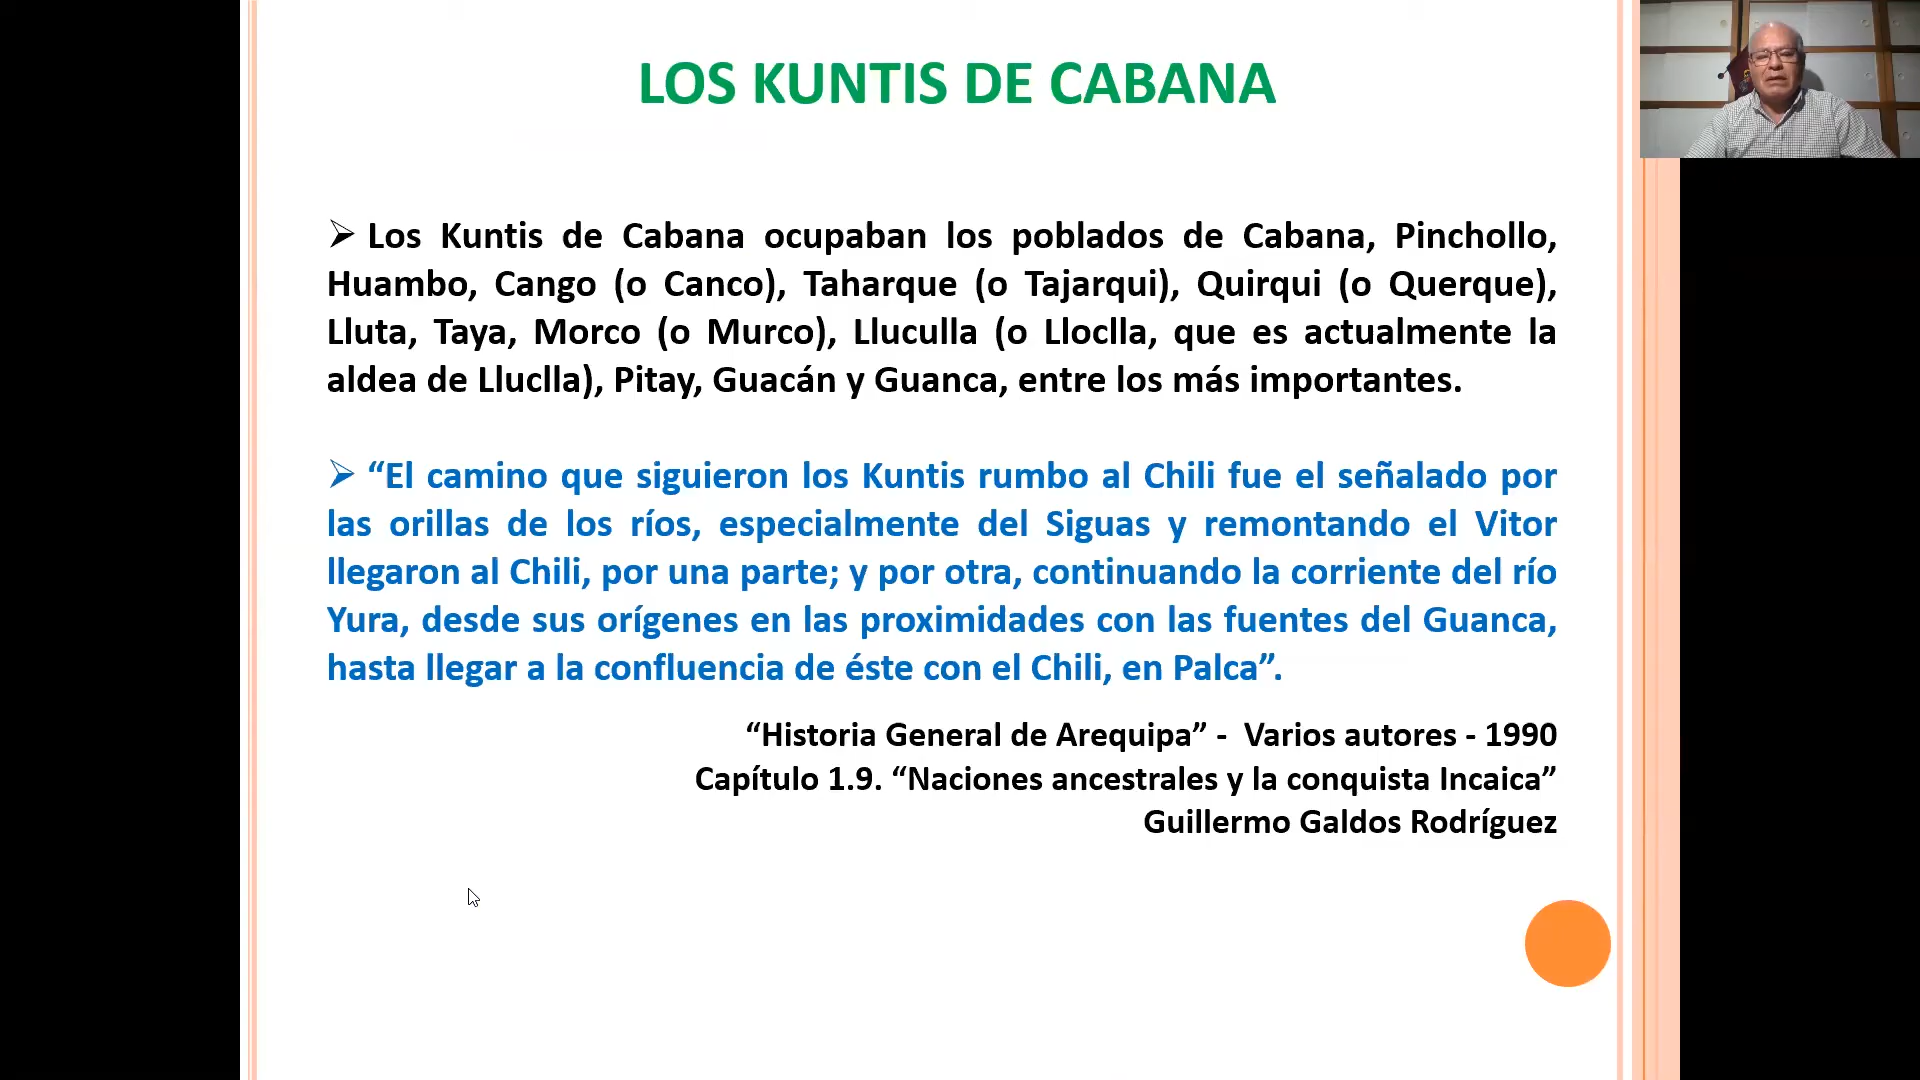 LOS KUNTIS DE CABANA
➢ Los Kuntis de Cabana ocupaban los poblados de Cabana, Pinchollo,
Huambo, Cango (o Canco), Taharque (o Tajarqui), Quirqui (o Querque),
Lluta, Taya, Morco (o Murco), Lluculla (o Lloclla, que es actualmente la
aldea de Lluclla), Pitay, Guacán y Guanca, entre los más importantes.
➢ “El camino que siguieron los Kuntis rumbo al Chili fue el señalado por
las orillas de los ríos, especialmente del Siguas y remontando el Vitor
llegaron al Chili, por una parte; y por otra, continuando la corriente del río
Yura, desde sus orígenes en las proximidades con las fuentes del Guanca,
hasta llegar a la confluencia de éste con el Chili, en Palca”.
“Historia General de Arequipa” - Varios autores - 1990
Capítulo 1.9. “Naciones ancestrales y la conquista Incaica”
Guillermo Galdos Rodríguez